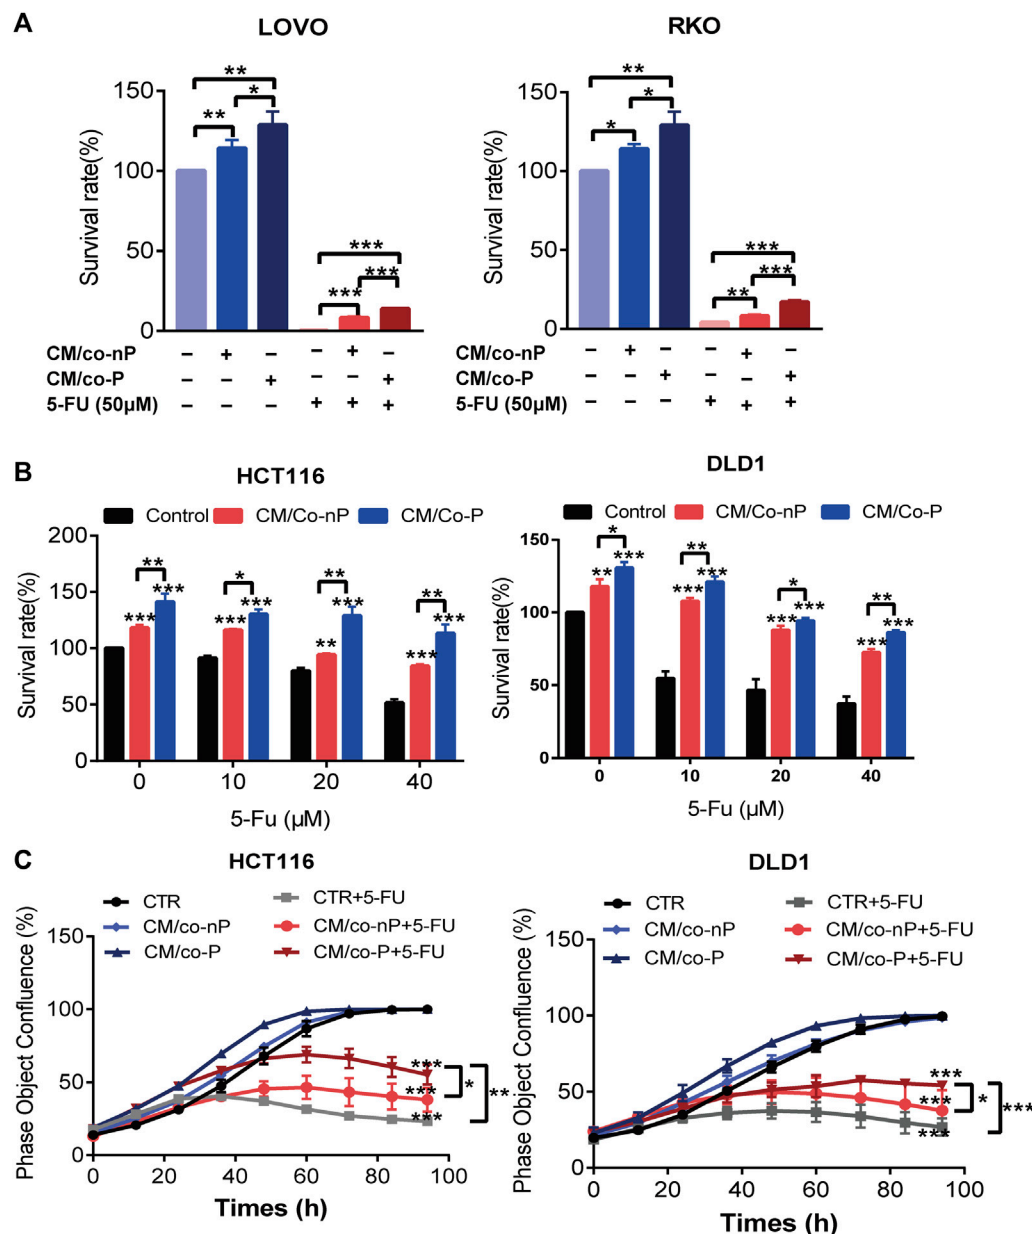 A
LOVO
RKO
Survival rate(%)
150
100
50
0
** * ** *** *** ***
CM/co-nP – + – – + –
CM/co-P – – + – – +
5-FU (50µM) – – – + + +
Survival rate(%)
150
100
50
0
** * * *** *** **
CM/co-nP – + – – + –
CM/co-P – – + – – +
5-FU (50µM) – – – + + +
B
HCT116
Control CM/Co-nP CM/Co-P
Survival rate(%)
200
150
100
50
0
** * ** **
*** *** *** *** *** *** ** ***
0 10 20 40
5-Fu (µM)
DLD1
Control CM/Co-nP CM/Co-P
Survival rate(%)
150
100
50
0
* ** * **
** *** *** *** *** *** *** ***
0 10 20 40
5-Fu (µM)
C
HCT116
CTR CTR+5-FU
CM/co-nP CM/co-nP+5-FU
CM/co-P CM/co-P+5-FU
Phase Object Confluence (%)
150
100
50
0
*** *** *** * **
0 20 40 60 80 100
Times (h)
DLD1
CTR CTR+5-FU
CM/co-nP CM/co-nP+5-FU
CM/co-P CM/co-P+5-FU
Phase Object Confluence (%)
150
100
50
0
*** *** *** * ***
0 20 40 60 80 100
Times (h)